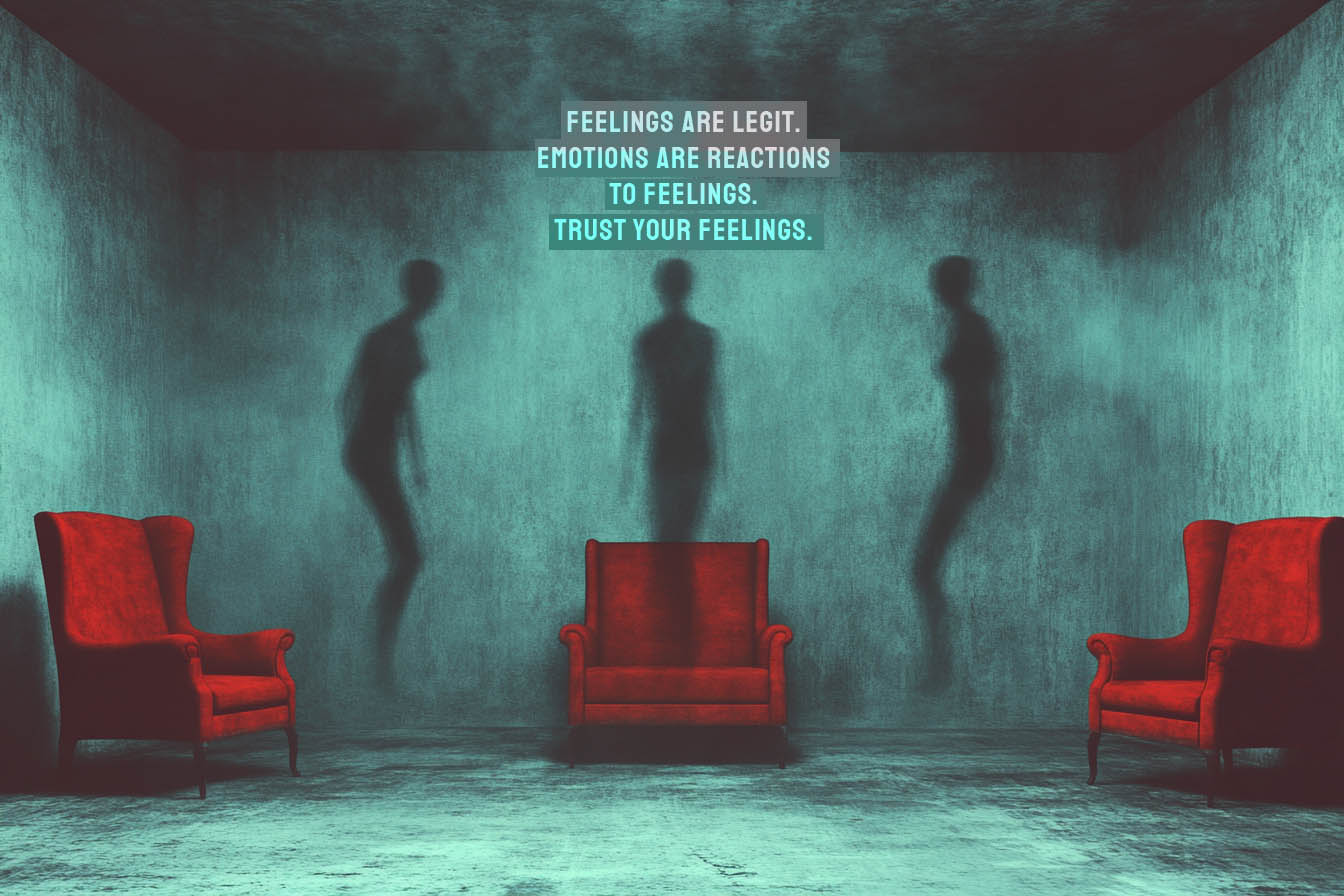 FEELINGS ARE LEGIT.
EMOTIONS ARE REACTIONS
TO FEELINGS.
TRUST YOUR FEELINGS.